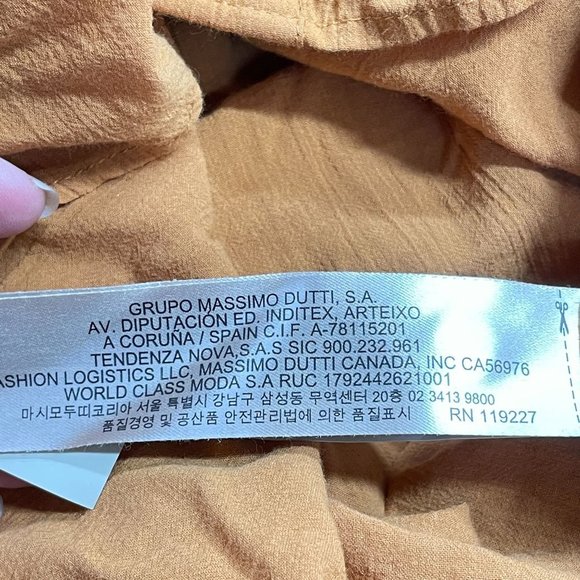 GRUPO MASSIMO DUTTI, S.A.
AV. DIPUTACIÓN ED. INDITEX, ARTEIXO
A CORUÑA / SPAIN C.I.F. A-78115201
TENDENZA NOVA,S.A.S SIC 900.232.961
ASHION LOGISTICS LLC, MASSIMO DUTTI CANADA, INC CA56976
WORLD CLASS MODA S.A RUC 1792442621001
마시모두띠코리아 서울 특별시 강남구 삼성동 무역센터 20층 02 3413 9800
품질경영 및 공산품 안전관리법에 의한 품질표시 RN 119227